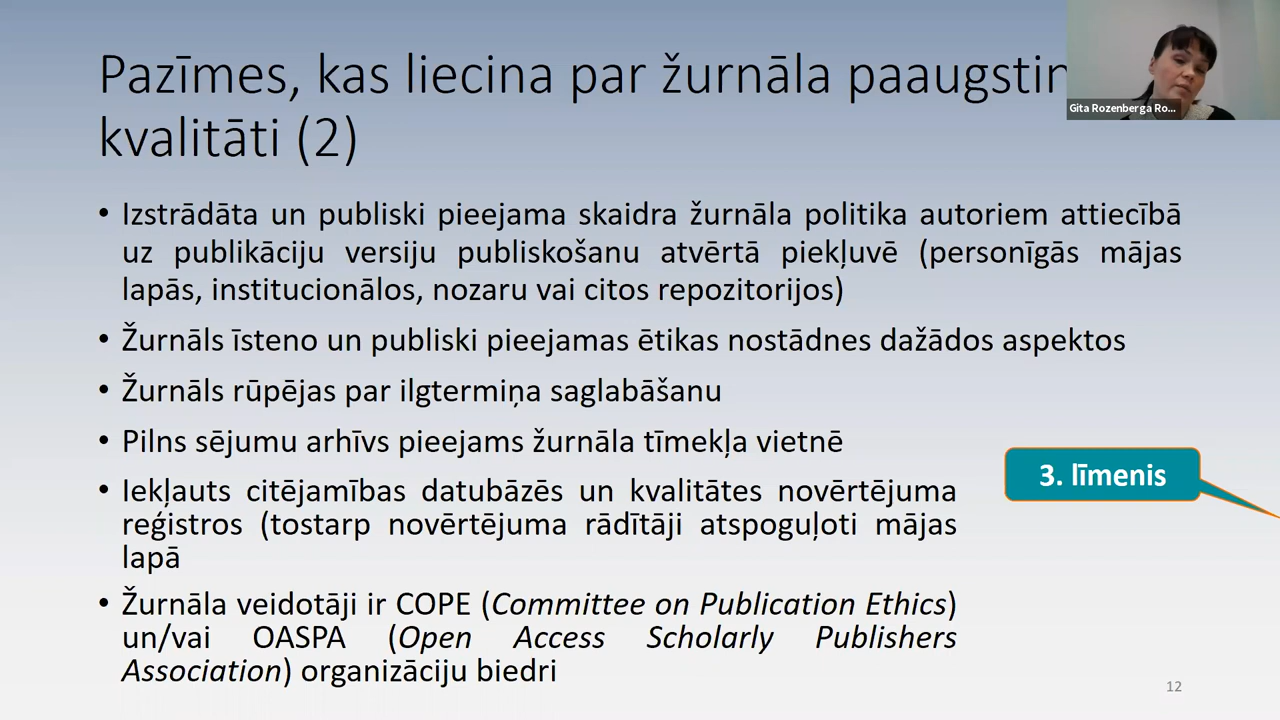 Pazīmes, kas liecina par žurnāla
kvalitāti (2)
Gita Rozenberga Ro...
• Izstrādāta un publiski pieejama skaidra žurnāla politika autoriem attiecībā
uz publikāciju versiju publiskošanu atvērtā piekļuvē (personīgās mājas
lapās, institucionālos, nozaru vai citos repozitorijos)
• Žurnāls īsteno un publiski pieejamas ētikas nostādnes dažādos aspektos
• Žurnāls rūpējas par ilgtermiņa saglabāšanu
• Pilns sējumu arhīvs pieejams žurnāla tīmekļa vietnē
• Iekļauts citējamības datubāzēs un kvalitātes novērtējuma
reģistros (tostarp novērtējuma rādītāji atspoguļoti mājas
lapā
3. līmenis
• Žurnāla veidotāji ir COPE (Committee on Publication Ethics)
un/vai OASPA (Open Access Scholarly Publishers
Association) organizāciju biedri
12